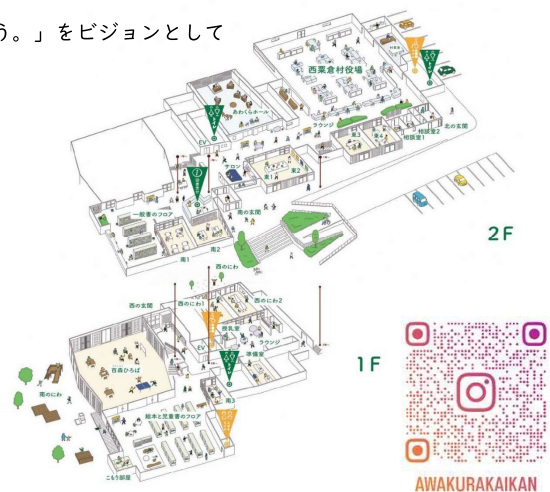 う。」をビジョンとして
西粟倉村役場
あわくらホール
EV
ラウンジ
東3
東4
相談室1
相談室2
北の玄関
サロン
東1
東2
一般書のフロア
南の玄関
南1
南2
2F
西のにわ
西の玄関
西のにわ1
西のにわ2
授乳室
EV
ラウンジ
準備室
1F
百森ひろば
南のにわ
南3
絵本と児童書のフロア
こもう部屋
AWAKURAKAIKAN